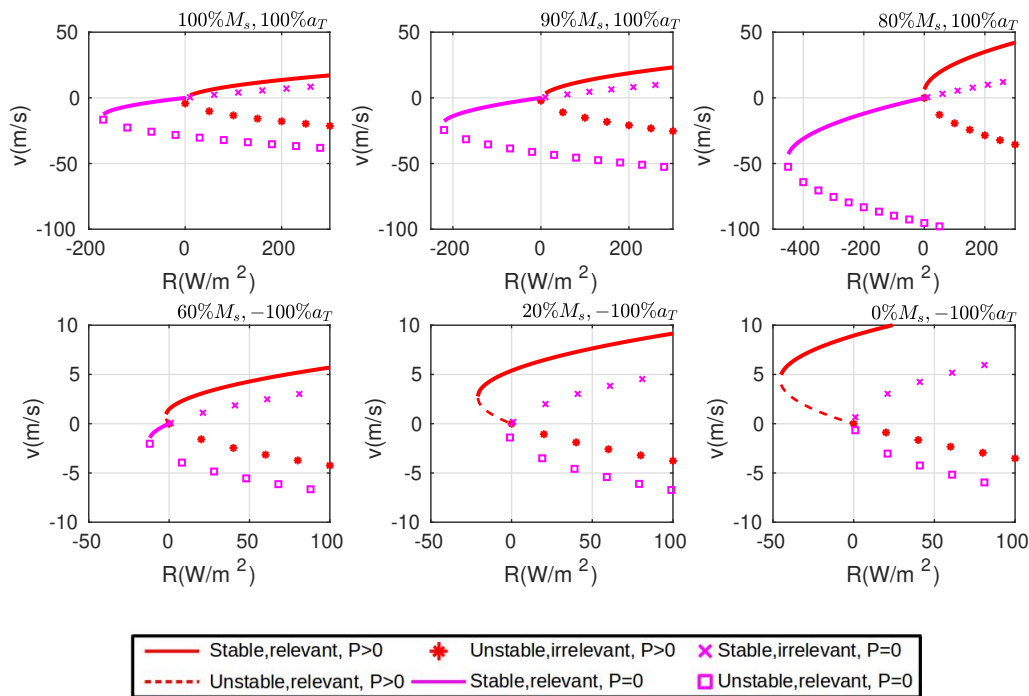 100%M_s, 100%a_T
90%M_s, 100%a_T
80%M_s, 100%a_T
50
0
-50
-100
v(m/s)
-200
0
200
R(W/m ²)
50
0
-50
-100
v(m/s)
-200
0
200
R(W/m ²)
50
0
-50
-100
v(m/s)
-400
-200
0
200
R(W/m ²)
60%M_s, −100%a_T
20%M_s, −100%a_T
0%M_s, −100%a_T
10
5
0
-5
-10
v(m/s)
-50
0
50
100
R(W/m ²)
10
5
0
-5
-10
v(m/s)
-50
0
50
100
R(W/m ²)
10
5
0
-5
-10
v(m/s)
-50
0
50
100
R(W/m ²)
Stable,relevant, P>0
Unstable,irrelevant, P>0
Stable,irrelevant, P=0
Unstable,relevant, P>0
Stable,relevant, P=0
Unstable,relevant, P=0